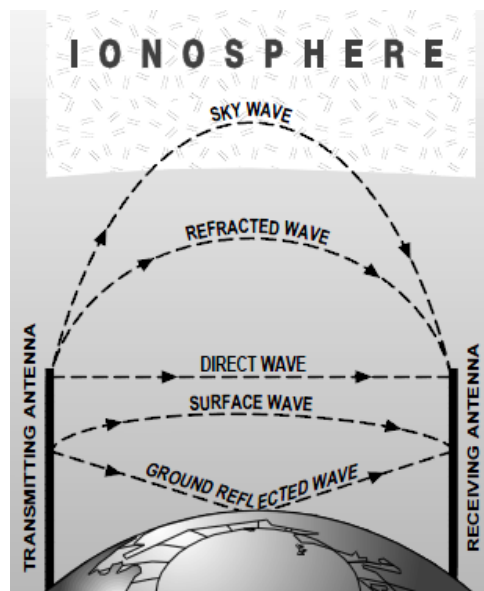 IONOSPHERE
SKY WAVE
REFRACTED WAVE
DIRECT WAVE
SURFACE WAVE
GROUND REFLECTED WAVE
TRANSMITTING ANTENNA
RECEIVING ANTENNA